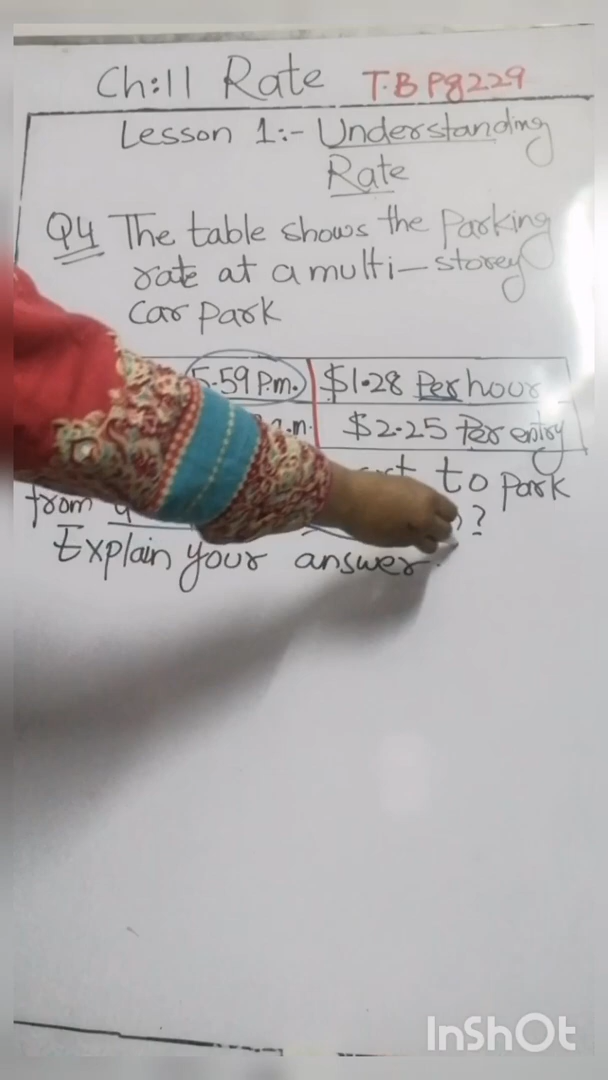 Ch:11 Rate T.B Pg229
Lesson 1:- Understanding
Rate
Q4 The table shows the Parking
rate at a multi-storey
Car Park
5.59 P.m. $1.28 Per hour
$2.25 Per entry
to Park
from ?
Explain your answer.
InShOt